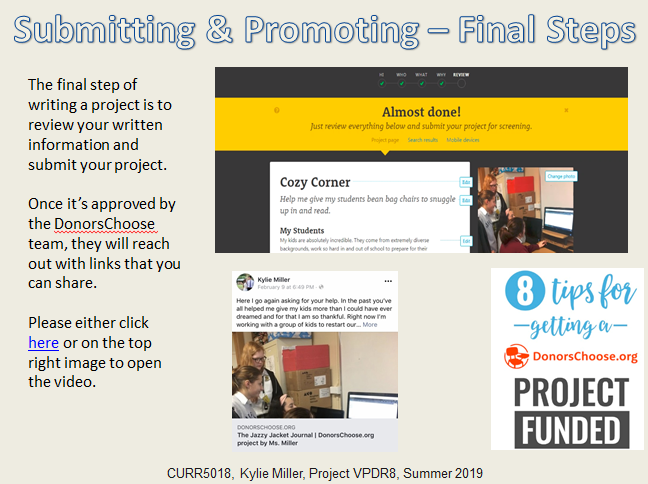 Submitting & Promoting – Final Steps
The final step of
writing a project is to
review your written
information and
submit your project.
Once it's approved by
the DonorsChoose
team, they will reach
out with links that you
can share.
Please either click
here or on the top
right image to open
the video.
HI WHO WHAT WHY REVIEW
Almost done!
Just review everything below and submit your project for screening.
Project page Search results Mobile devices
Cozy Corner
Edit
Help me give my students bean bag chairs to snuggle
up in and read.
Edit
My Students
Edit
My kids are absolutely incredible. They come from extremely diverse
backgrounds, work so hard in and out of school to prepare for their
Change photo
Kylie Miller
February 9 at 6:49 PM
Here I go again asking for your help. In the past you've
all helped me give my kids more than I could have ever
dreamed and for that I am so thankful. Right now I'm
working with a group of kids to restart our... More
DONORSCHOOSE.ORG
The Jazzy Jacket Journal | DonorsChoose.org
project by Ms. Miller
8 tips for
getting a
DonorsChoose.org
PROJECT
FUNDED
CURR5018, Kylie Miller, Project VPDR8, Summer 2019